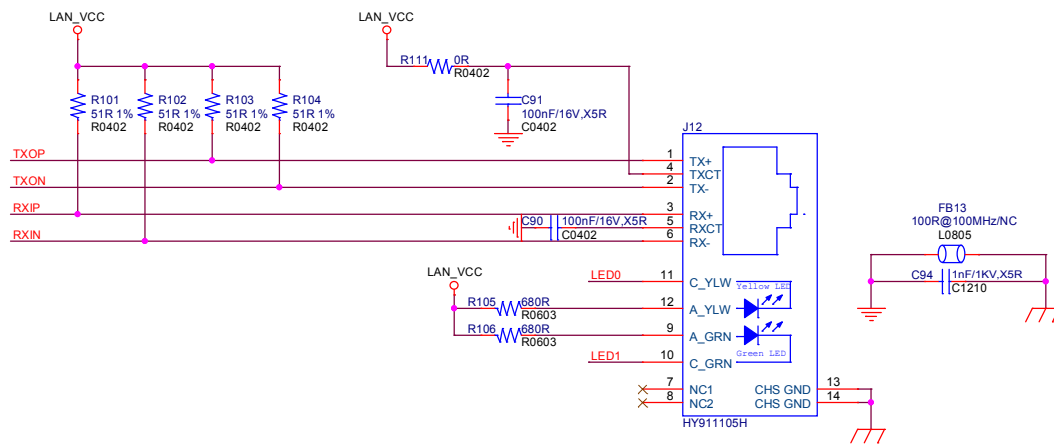 LAN_VCC
LAN_VCC
R111 0R
R0402
R101
51R 1%
R0402
R102
51R 1%
R0402
R103
51R 1%
R0402
R104
51R 1%
R0402
C91
100nF/16V,X5R
C0402
J12
TXOP
1 TX+
4 TXCT
TXON
2 TX-
RXIP
3 RX+
C90 100nF/16V,X5R
C0402
5 RXCT
RXIN
6 RX-
FB13
100R@100MHz/NC
L0805
C94 1nF/1KV,X5R
C1210
LAN_VCC
LED0
11 C_YLW
Yellow LED
R105 680R
R0603
12 A_YLW
R106 680R
R0603
9 A_GRN
Green LED
LED1
10 C_GRN
7 NC1
8 NC2
CHS GND 13
CHS GND 14
HY911105H